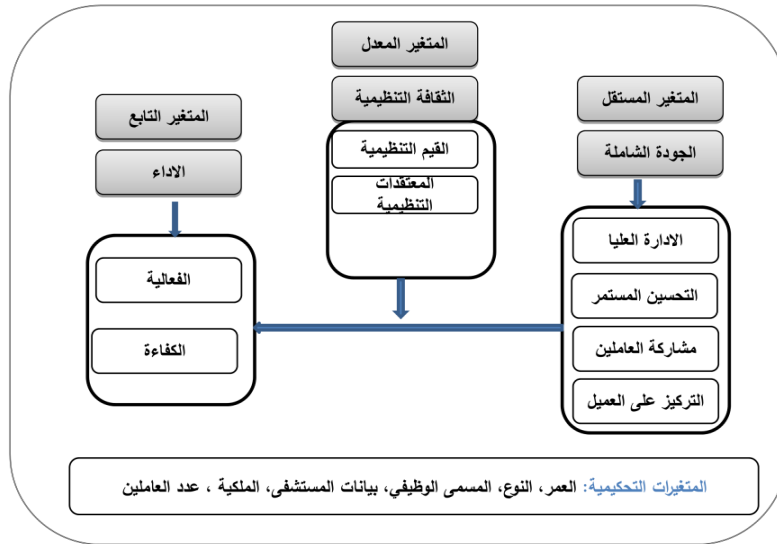 المتغير المستقل
الجودة الشاملة
الادارة العليا
التحسين المستمر
مشاركة العاملين
التركيز على العميل
المتغير المعدل
الثقافة التنظيمية
القيم التنظيمية
المعتقدات
التنظيمية
المتغير التابع
الاداء
الفعالية
الكفاءة
المتغيرات التحكيمية: العمر، النوع، المسمى الوظيفي، بيانات المستشفى، الملكية ، عدد العاملين